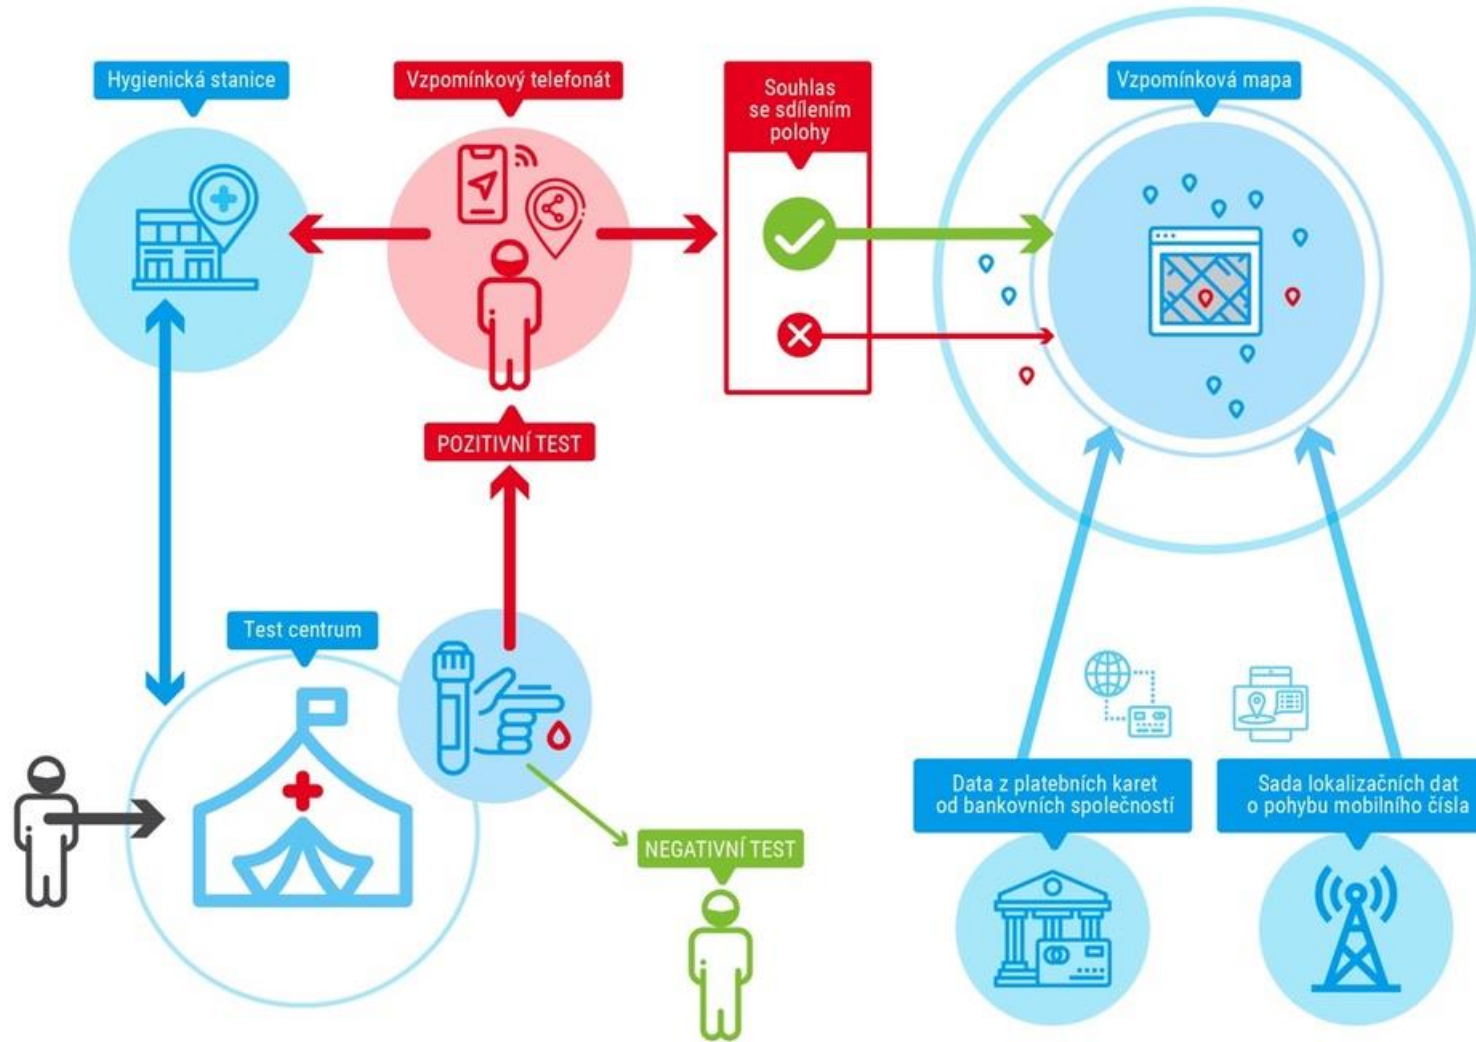 Hygienická stanice
Vzpomínkový telefonát
Souhlas
se sdílením
polohy
Vzpomínková mapa
POZITIVNÍ TEST
Test centrum
NEGATIVNÍ TEST
Data z platebních karet
od bankovních společností
Sada lokalizačních dat
o pohybu mobilního čísla